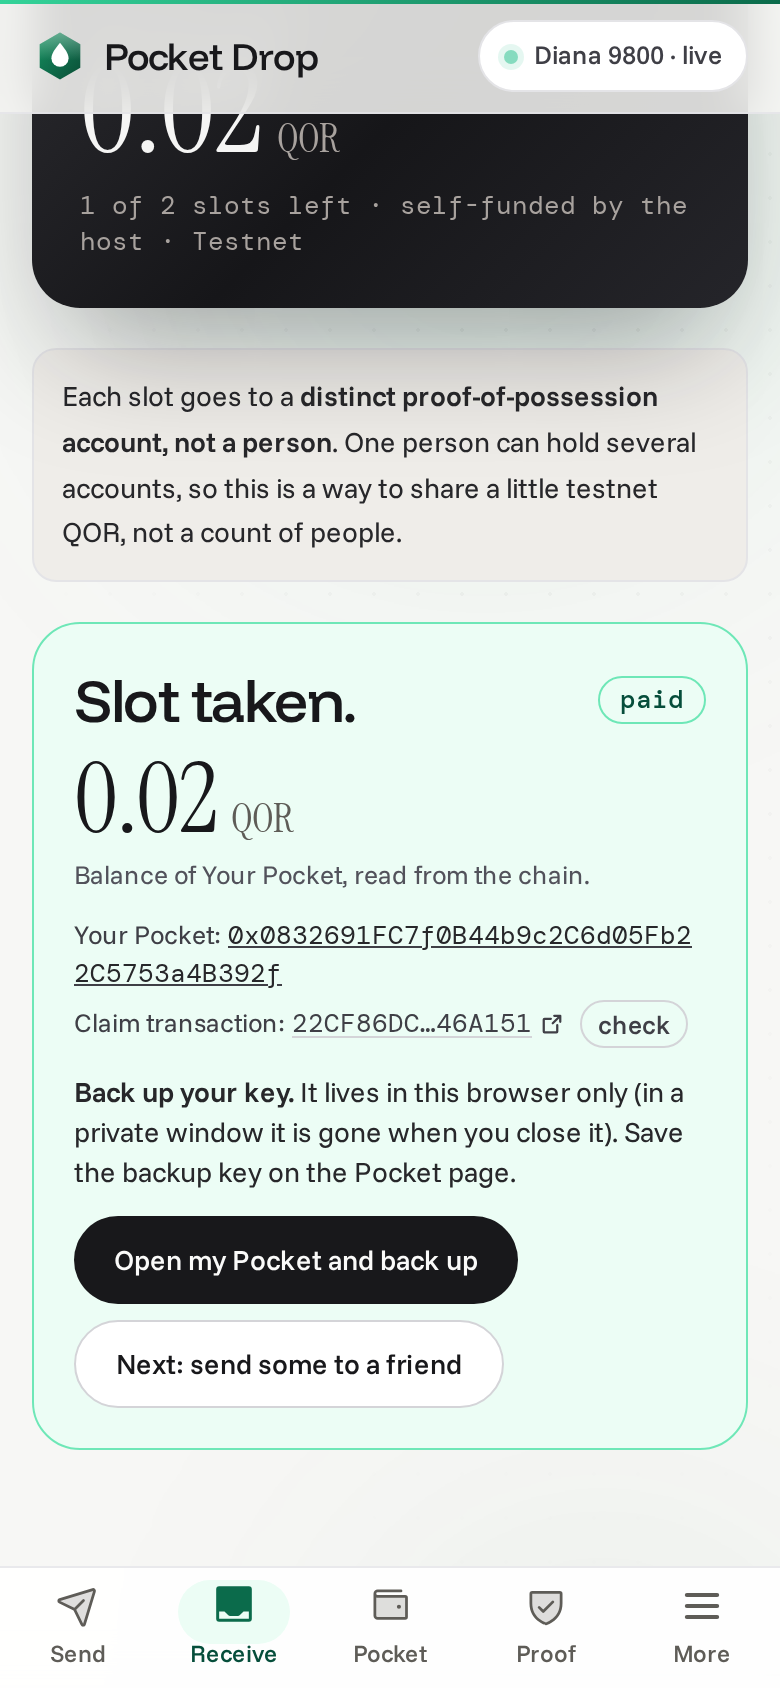 Pocket Drop
Diana 9800 · live
0.02 QOR
1 of 2 slots left · self-funded by the
host · Testnet
Each slot goes to a distinct proof-of-possession
account, not a person. One person can hold several
accounts, so this is a way to share a little testnet
QOR, not a count of people.
Slot taken.
paid
0.02 QOR
Balance of Your Pocket, read from the chain.
Your Pocket: 0x0832691FC7f0B44b9c2C6d05Fb2
2C5753a4B392f
Claim transaction: 22CF86DC…46A151
check
Back up your key. It lives in this browser only (in a
private window it is gone when you close it). Save
the backup key on the Pocket page.
Open my Pocket and back up
Next: send some to a friend
Send
Receive
Pocket
Proof
More